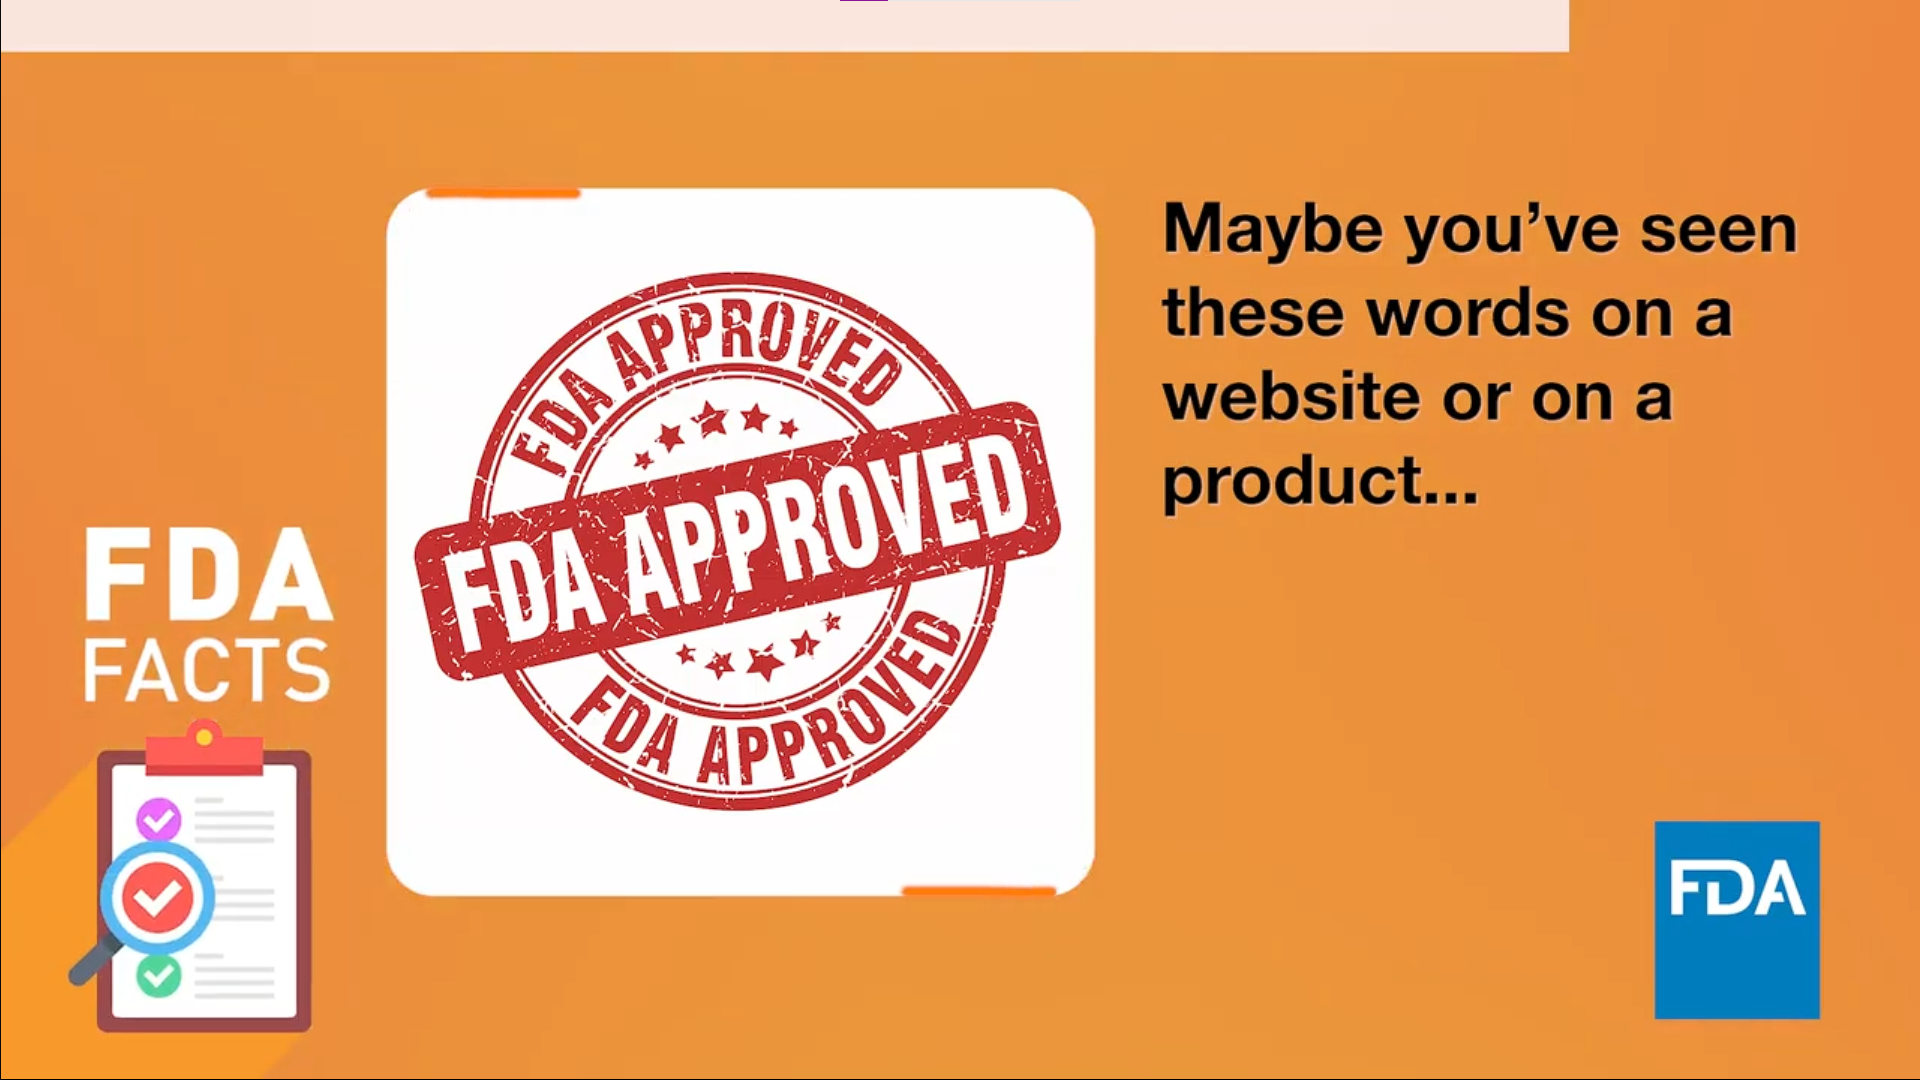 FDA APPROVED
FDA APPROVED
FDA APPROVED
Maybe you’ve seen
these words on a
website or on a
product...
FDA
FACTS
FDA